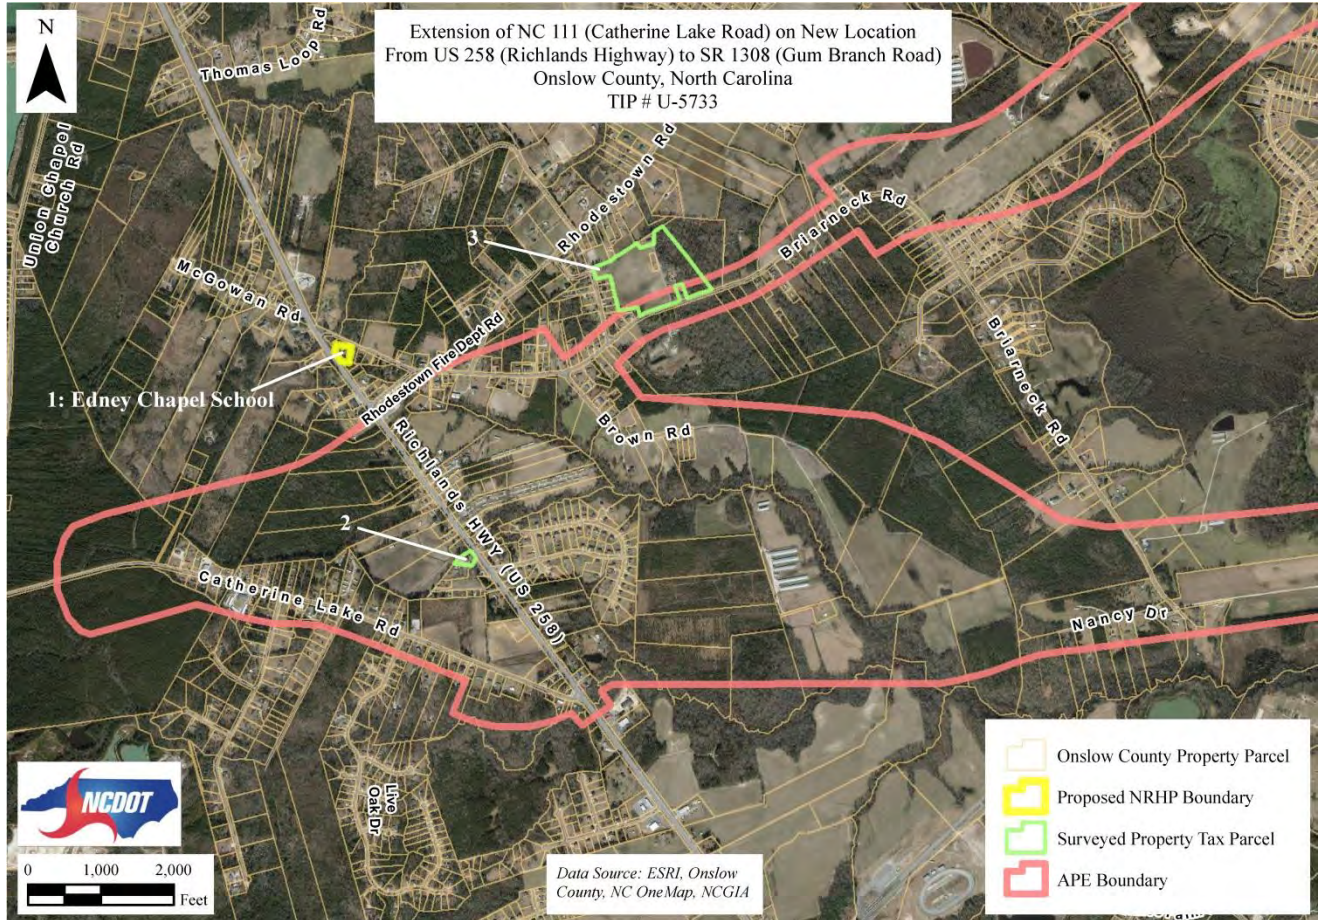 N
Extension of NC 111 (Catherine Lake Road) on New Location
From US 258 (Richlands Highway) to SR 1308 (Gum Branch Road)
Onslow County, North Carolina
TIP # U-5733
Thomas Loop Rd
Union Chapel
Church Rd
Rhodestown Rd
3
Briarneck Rd
McGowan Rd
Rhodestown Fire Dept Rd
1: Edney Chapel School
Briarneck Rd
Brown Rd
Richlands HWY (US 258)
2
Catherine Lake Rd
Nancy Dr
Live
Oak Dr
NCDOT
0 1,000 2,000
Feet
Data Source: ESRI, Onslow
County, NC OneMap, NCGIA
Onslow County Property Parcel
Proposed NRHP Boundary
Surveyed Property Tax Parcel
APE Boundary